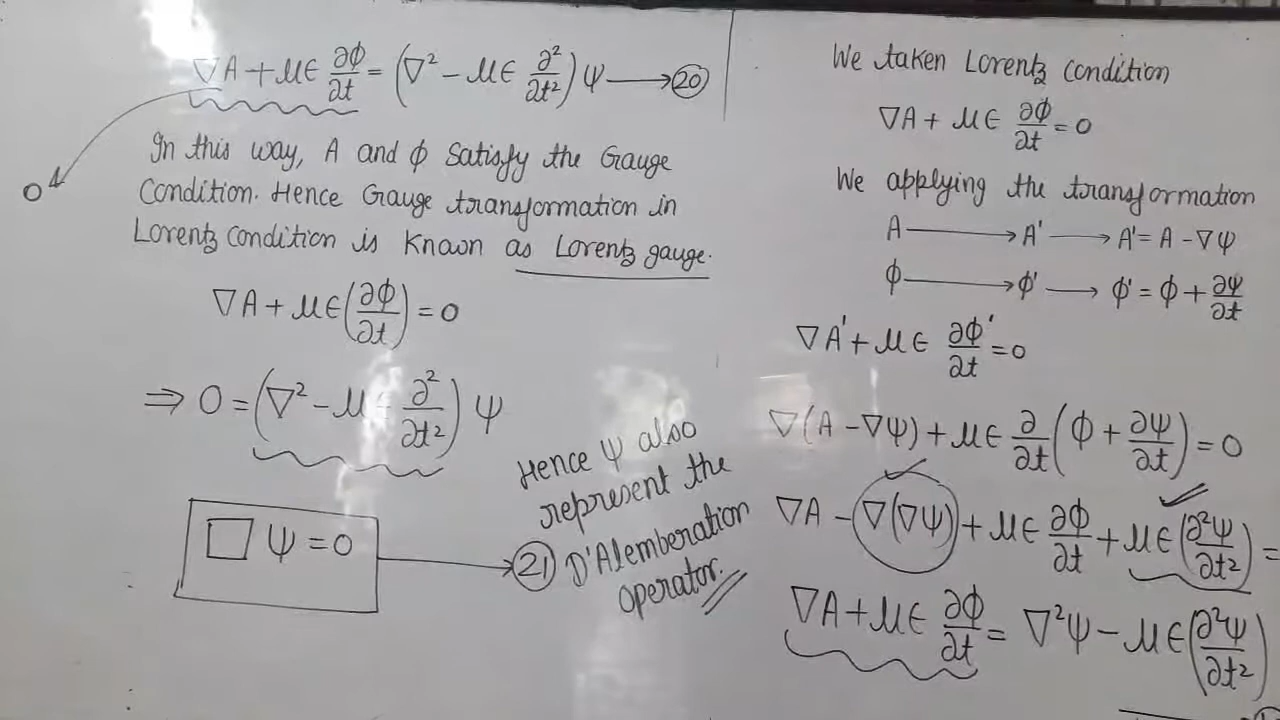 ∇A + με ∂ϕ/∂t = (∇² − με ∂²/∂t²) ψ ⟶ ⑳
0
In this way, A and ϕ Satisfy the Gauge
Condition. Hence Gauge transformation in
Lorentz Condition is Known as Lorentz gauge.
∇A + με(∂ϕ/∂t) = 0
⇒ 0 = (∇² − μ ∂²/∂t²) ψ
□ ψ = 0 ⟶ ㉑
Hence ψ also
represent the
D'Alemberation
operator.
We taken Lorentz Condition
∇A + με ∂ϕ/∂t = 0
We applying the transformation
A ⟶ A' ⟶ A' = A − ∇ψ
ϕ ⟶ ϕ' ⟶ ϕ' = ϕ + ∂ψ/∂t
∇A' + με ∂ϕ'/∂t = 0
∇(A − ∇ψ) + με ∂/∂t (ϕ + ∂ψ/∂t) = 0
∇A − ∇(∇ψ) + με ∂ϕ/∂t + με(∂²ψ/∂t²) =
∇A + με ∂ϕ/∂t = ∇²ψ − με(∂²ψ/∂t²)